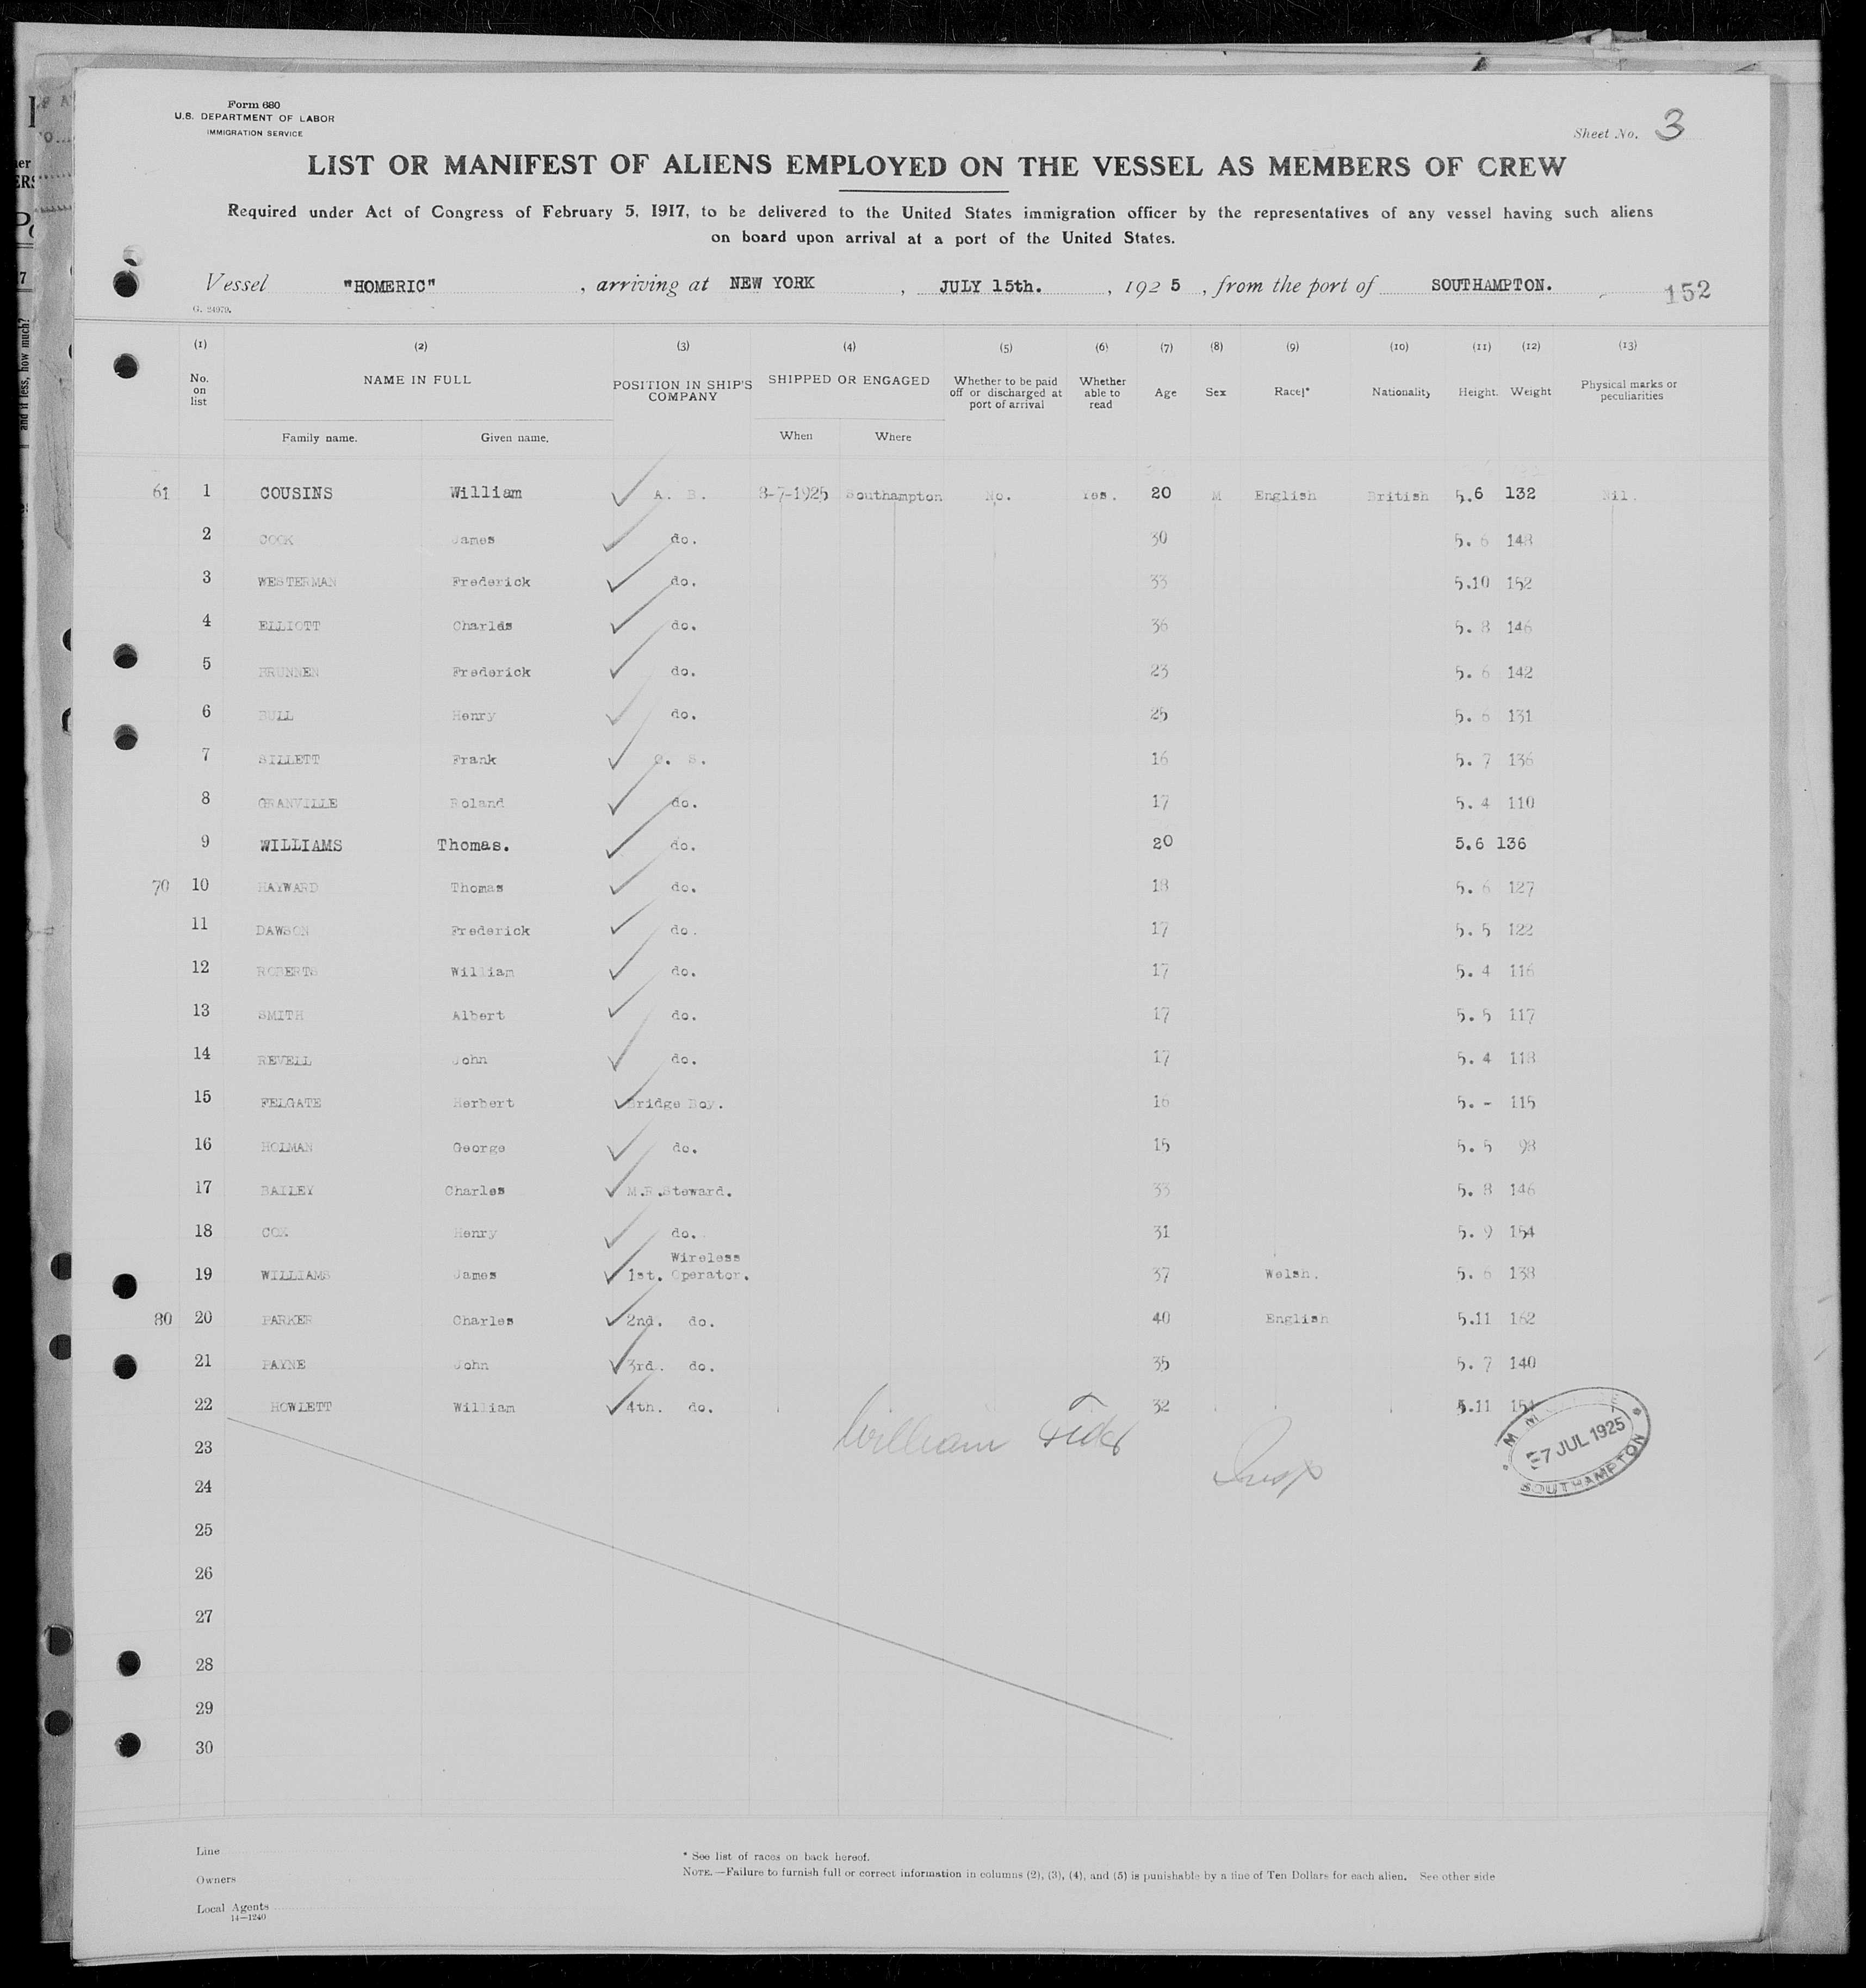 Form 680
U.S. DEPARTMENT OF LABOR
IMMIGRATION SERVICE
Sheet No. 3
LIST OR MANIFEST OF ALIENS EMPLOYED ON THE VESSEL AS MEMBERS OF CREW
Required under Act of Congress of February 5, 1917, to be delivered to the United States immigration officer by the representatives of any vessel having such aliens
on board upon arrival at a port of the United States.
Vessel "HOMERIC", arriving at NEW YORK, JULY 15th., 1925, from the port of SOUTHAMPTON. 152
(1) (2) (3) (4) (5) (6) (7) (8) (9) (10) (11) (12) (13)
No. on list NAME IN FULL POSITION IN SHIP'S COMPANY SHIPPED OR ENGAGED Whether to be paid off or discharged at port of arrival Whether able to read Age Sex Race* Nationality Height. Weight Physical marks or peculiarities
Family name. Given name. When Where
61 1 COUSINS William A. B. 8-7-1925 Southampton No. Yes. 20 M English British 5.6 132 Nil.
2 COOK James do. 30 5. 6 148
3 WESTERMAN Frederick do. 33 5.10 152
4 ELLIOTT Charles do. 36 5. 8 146
5 BRUNNEN Frederick do. 23 5. 6 142
6 BULL Henry do. 25 5. 6 131
7 SILLETT Frank O. S. 16 5. 7 136
8 GRANVILLE Roland do. 17 5. 4 110
9 WILLIAMS Thomas. do. 20 5.6 136
70 10 HAYWARD Thomas do. 18 5. 6 127
11 DAWSON Frederick do. 17 5. 5 122
12 ROBERTS William do. 17 5. 4 116
13 SMITH Albert do. 17 5. 5 117
14 REVELL John do. 17 5. 4 118
15 FELGATE Herbert Bridge Boy. 16 5. - 115
16 HOLMAN George do. 15 5. 5 98
17 BAILEY Charles M.R.Steward. 33 5. 8 146
18 COX Henry do. 31 5. 9 154
Wireless
19 WILLIAMS James 1st. Operator. 37 Welsh. 5. 6 138
80 20 PARKER Charles 2nd. do. 40 English 5.11 162
21 PAYNE John 3rd. do. 35 5. 7 140
22 HOWLETT William 4th. do. 32 5.11
William
7 JUL 1925
SOUTHAMPTON
23
24
25
26
27
28
29
30
Line
Owners
Local Agents
14—1240
* See list of races on back hereof.
NOTE.—Failure to furnish full or correct information in columns (2), (3), (4), and (5) is punishable by a fine of Ten Dollars for each alien. See other side